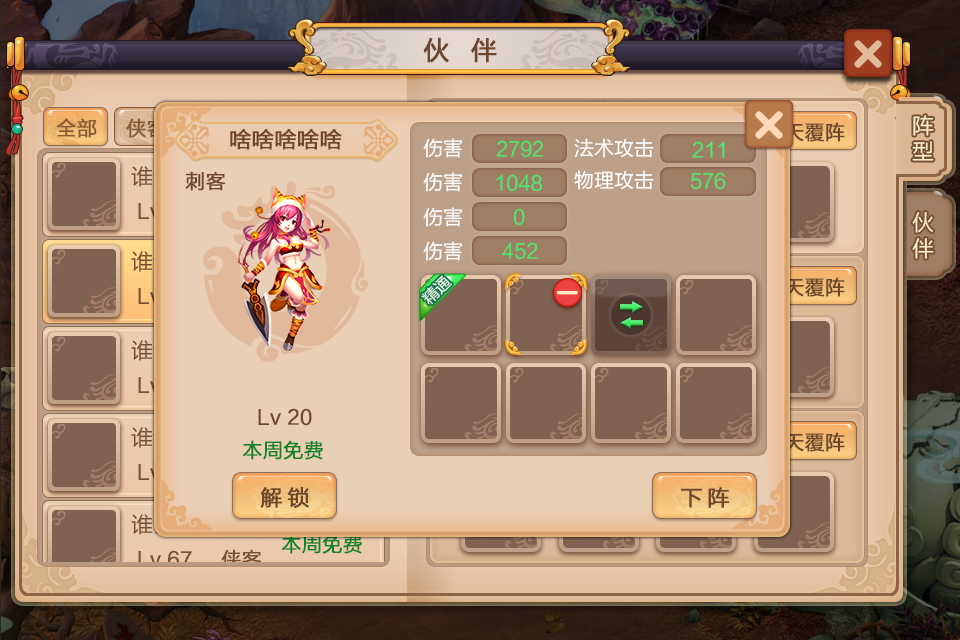 伙伴
全部
侠客
天覆阵
阵型
伙伴
啥啥啥啥啥
刺客
伤害 2792 法术攻击 211
伤害 1048 物理攻击 576
伤害 0
伤害 452
精通
Lv 20
本周免费
解锁
下阵
谁
Lv
谁
Lv
谁
Lv
谁
Lv
谁
Lv 67 侠客
本周免费
天覆阵
天覆阵